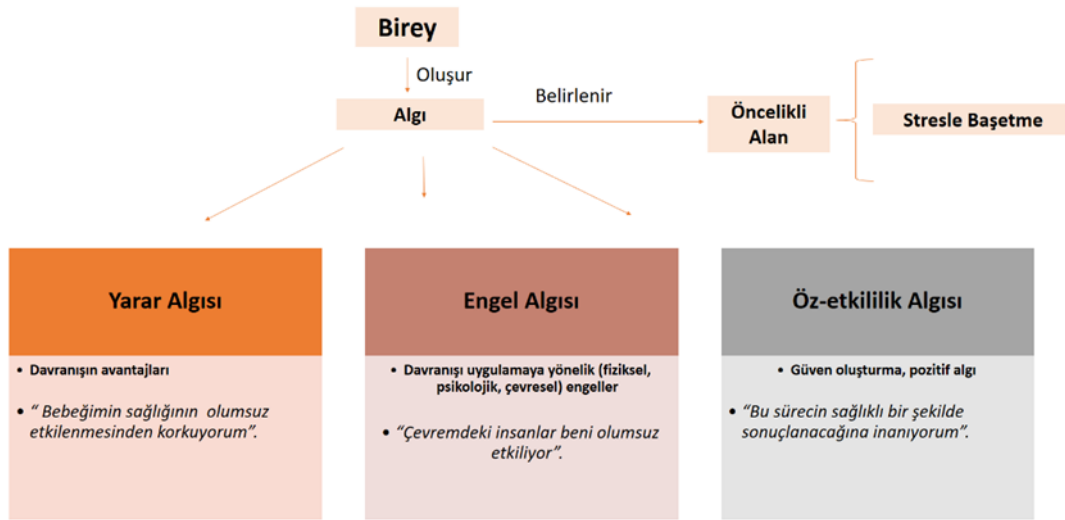 Birey
Oluşur
Belirlenir
Algı
Öncelikli
Alan
Stresle Başetme
Yarar Algısı
• Davranışın avantajları
• “ Bebeğimin sağlığının olumsuz
etkilenmesinden korkuyorum”.
Engel Algısı
• Davranışı uygulamaya yönelik (fiziksel,
psikolojik, çevresel) engeller
• “Çevremdeki insanlar beni olumsuz
etkiliyor”.
Öz-etkililik Algısı
• Güven oluşturma, pozitif algı
• “Bu sürecin sağlıklı bir şekilde
sonuçlanacağına inanıyorum”.